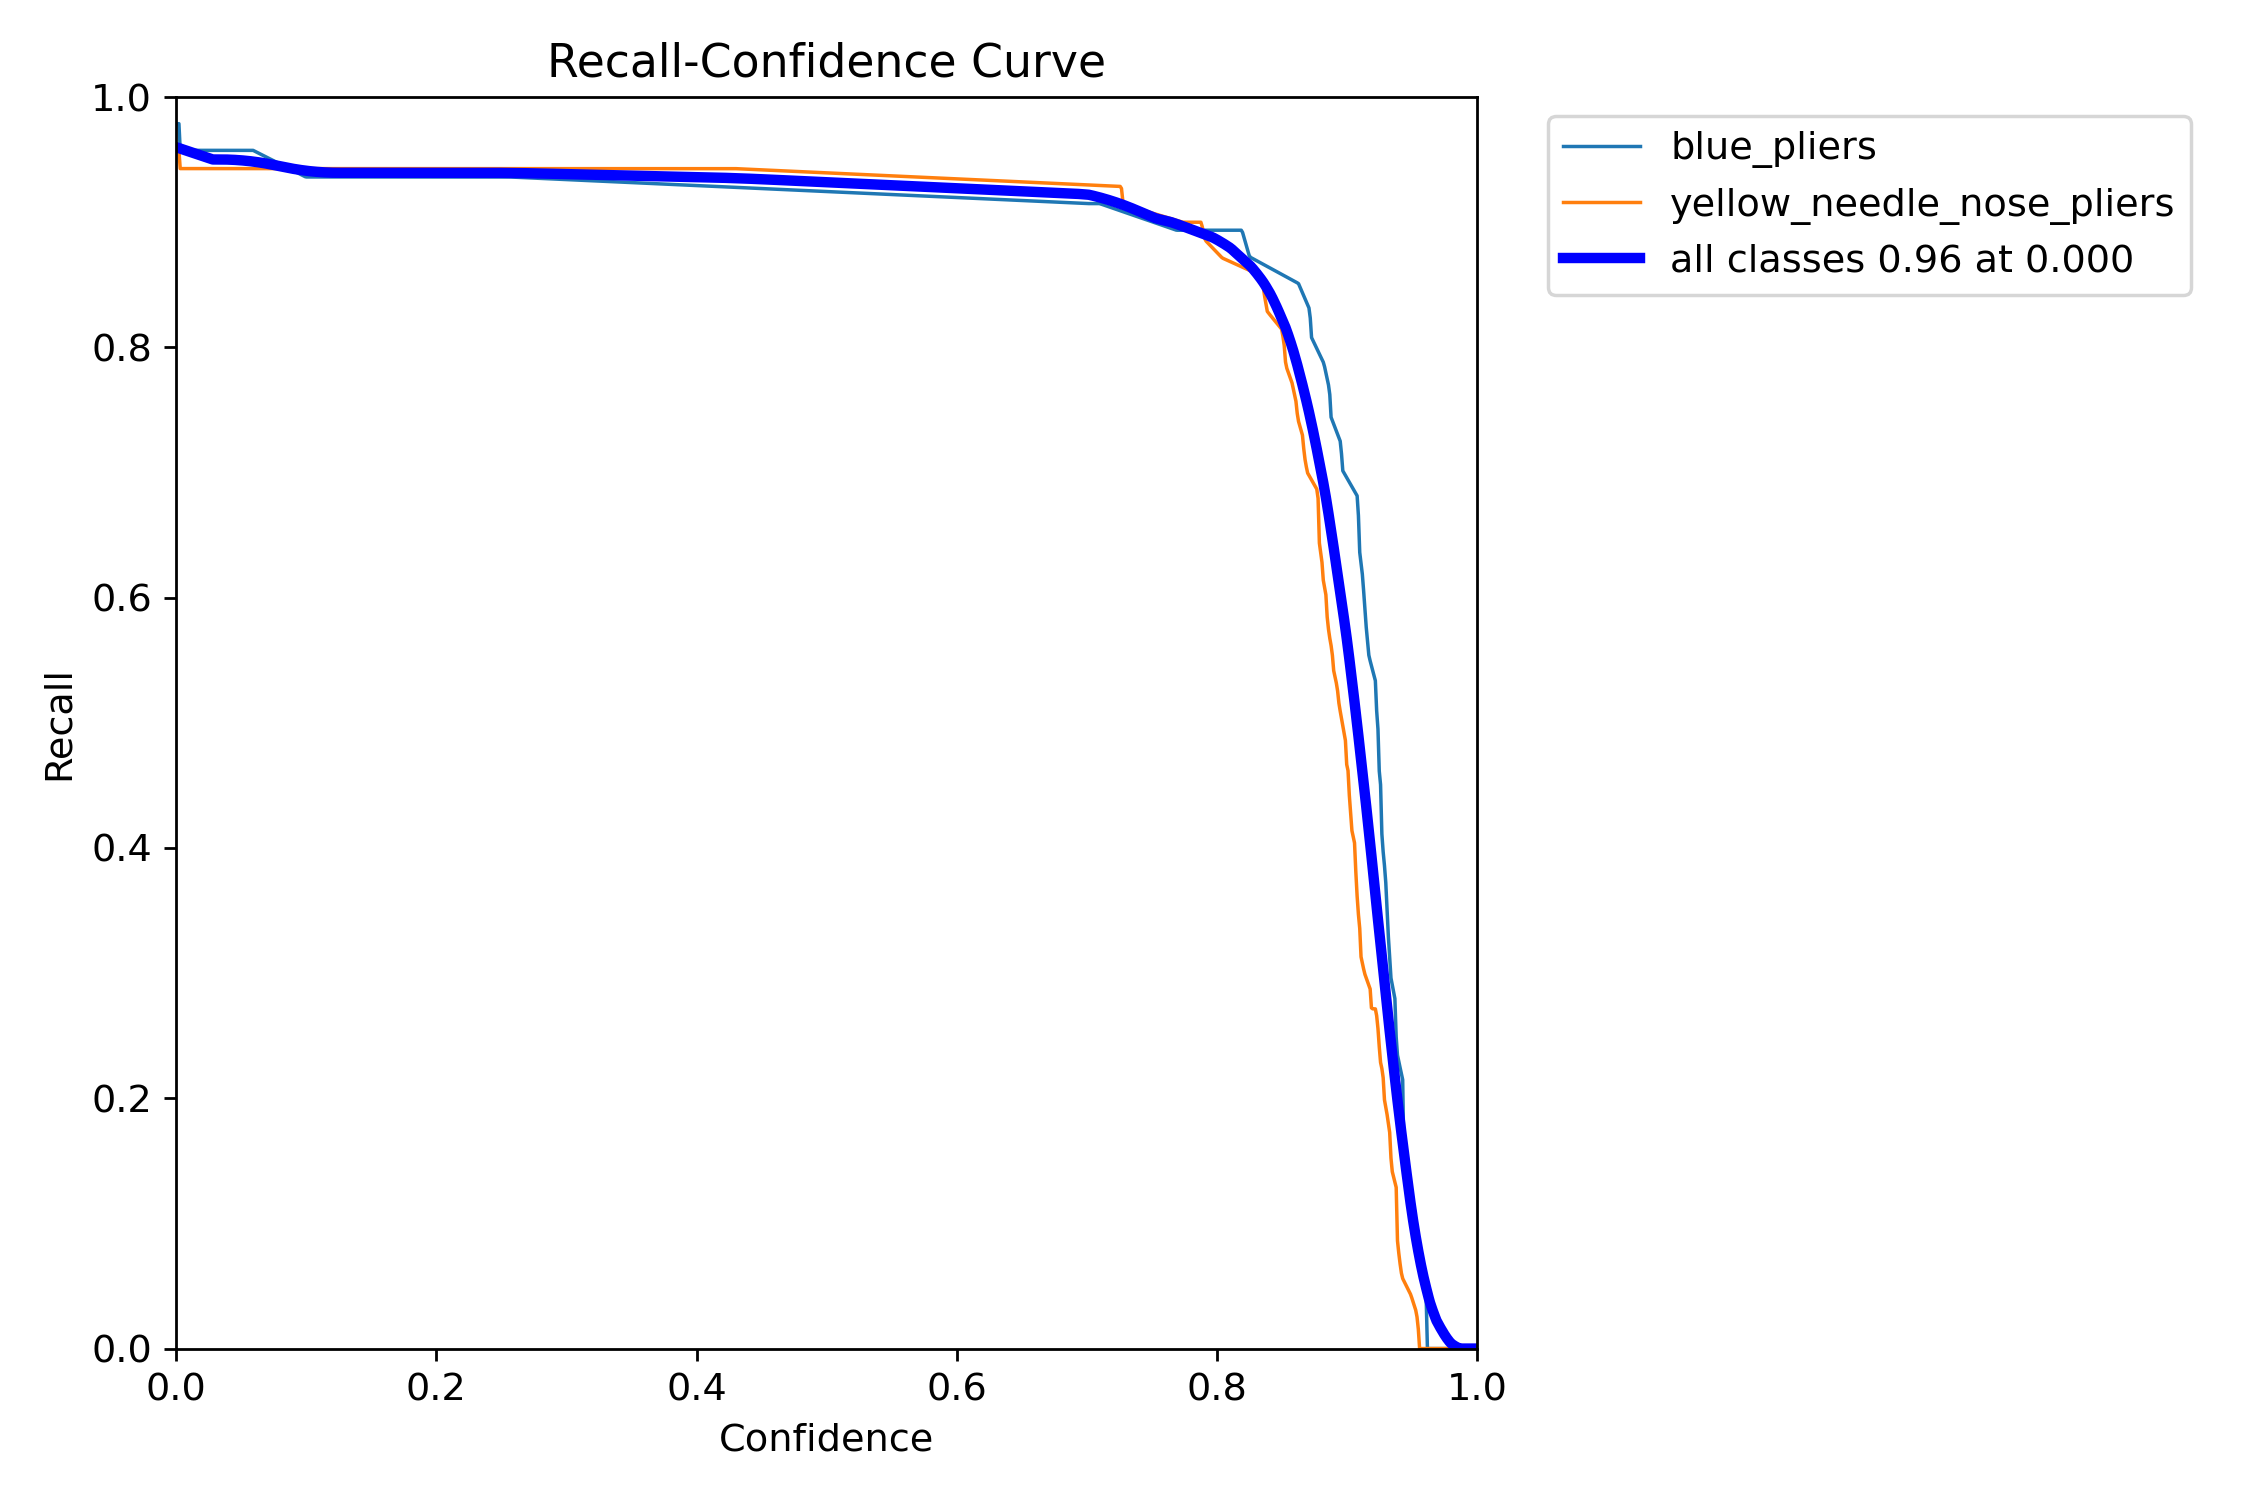 Recall-Confidence Curve
1.0
0.8
0.6
0.4
0.2
0.0
Recall
0.0 0.2 0.4 0.6 0.8 1.0
Confidence
blue_pliers
yellow_needle_nose_pliers
all classes 0.96 at 0.000